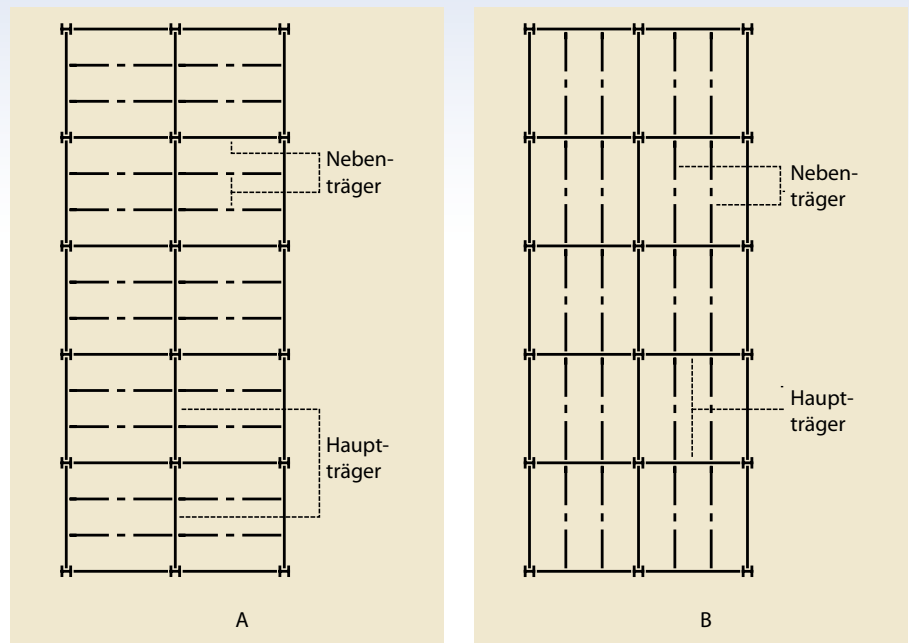 Neben-
träger
Haupt-
träger
A
Neben-
träger
Haupt-
träger
B